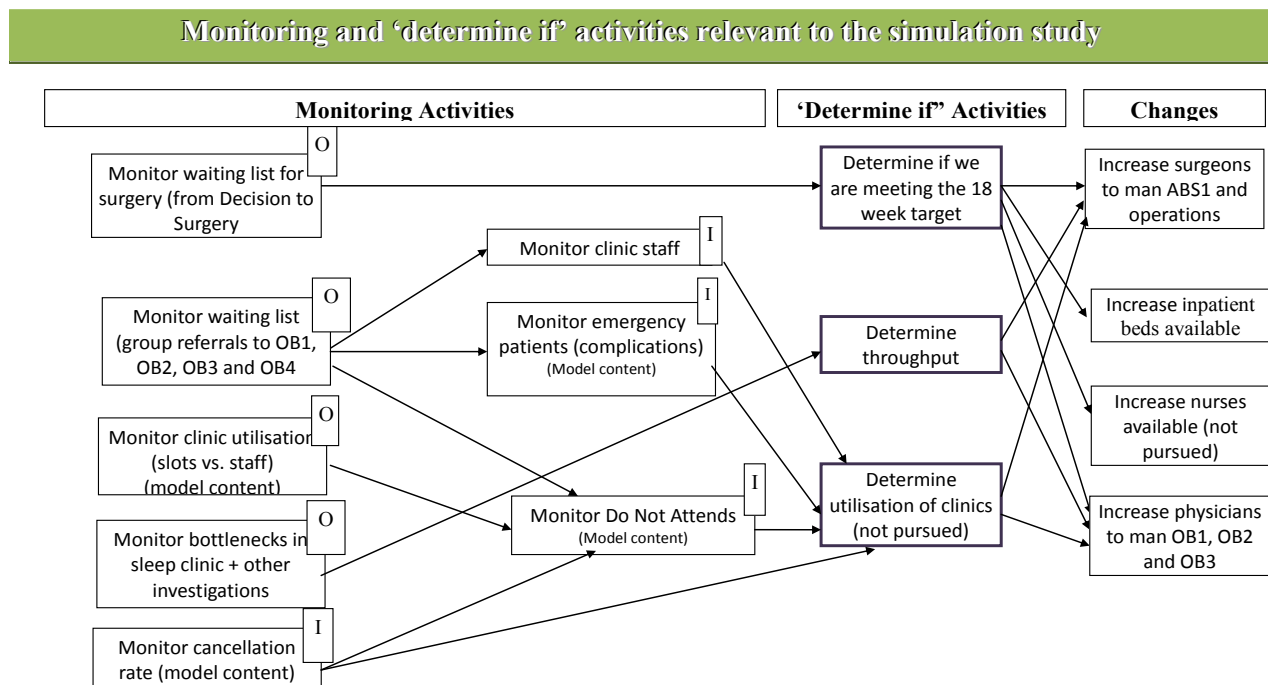 Monitoring and ‘determine if’ activities relevant to the simulation study
Monitoring Activities
‘Determine if” Activities
Changes
O
Monitor waiting list for
surgery (from Decision to
Surgery
O
Monitor waiting list
(group referrals to OB1,
OB2, OB3 and OB4
O
Monitor clinic utilisation
(slots vs. staff)
(model content)
O
Monitor bottlenecks in
sleep clinic + other
investigations
I
Monitor cancellation
rate (model content)
I
Monitor clinic staff
I
Monitor emergency
patients (complications)
(Model content)
I
Monitor Do Not Attends
(Model content)
Determine if we
are meeting the 18
week target
Determine
throughput
Determine
utilisation of clinics
(not pursued)
Increase surgeons
to man ABS1 and
operations
Increase inpatient
beds available
Increase nurses
available (not
pursued)
Increase physicians
to man OB1, OB2
and OB3